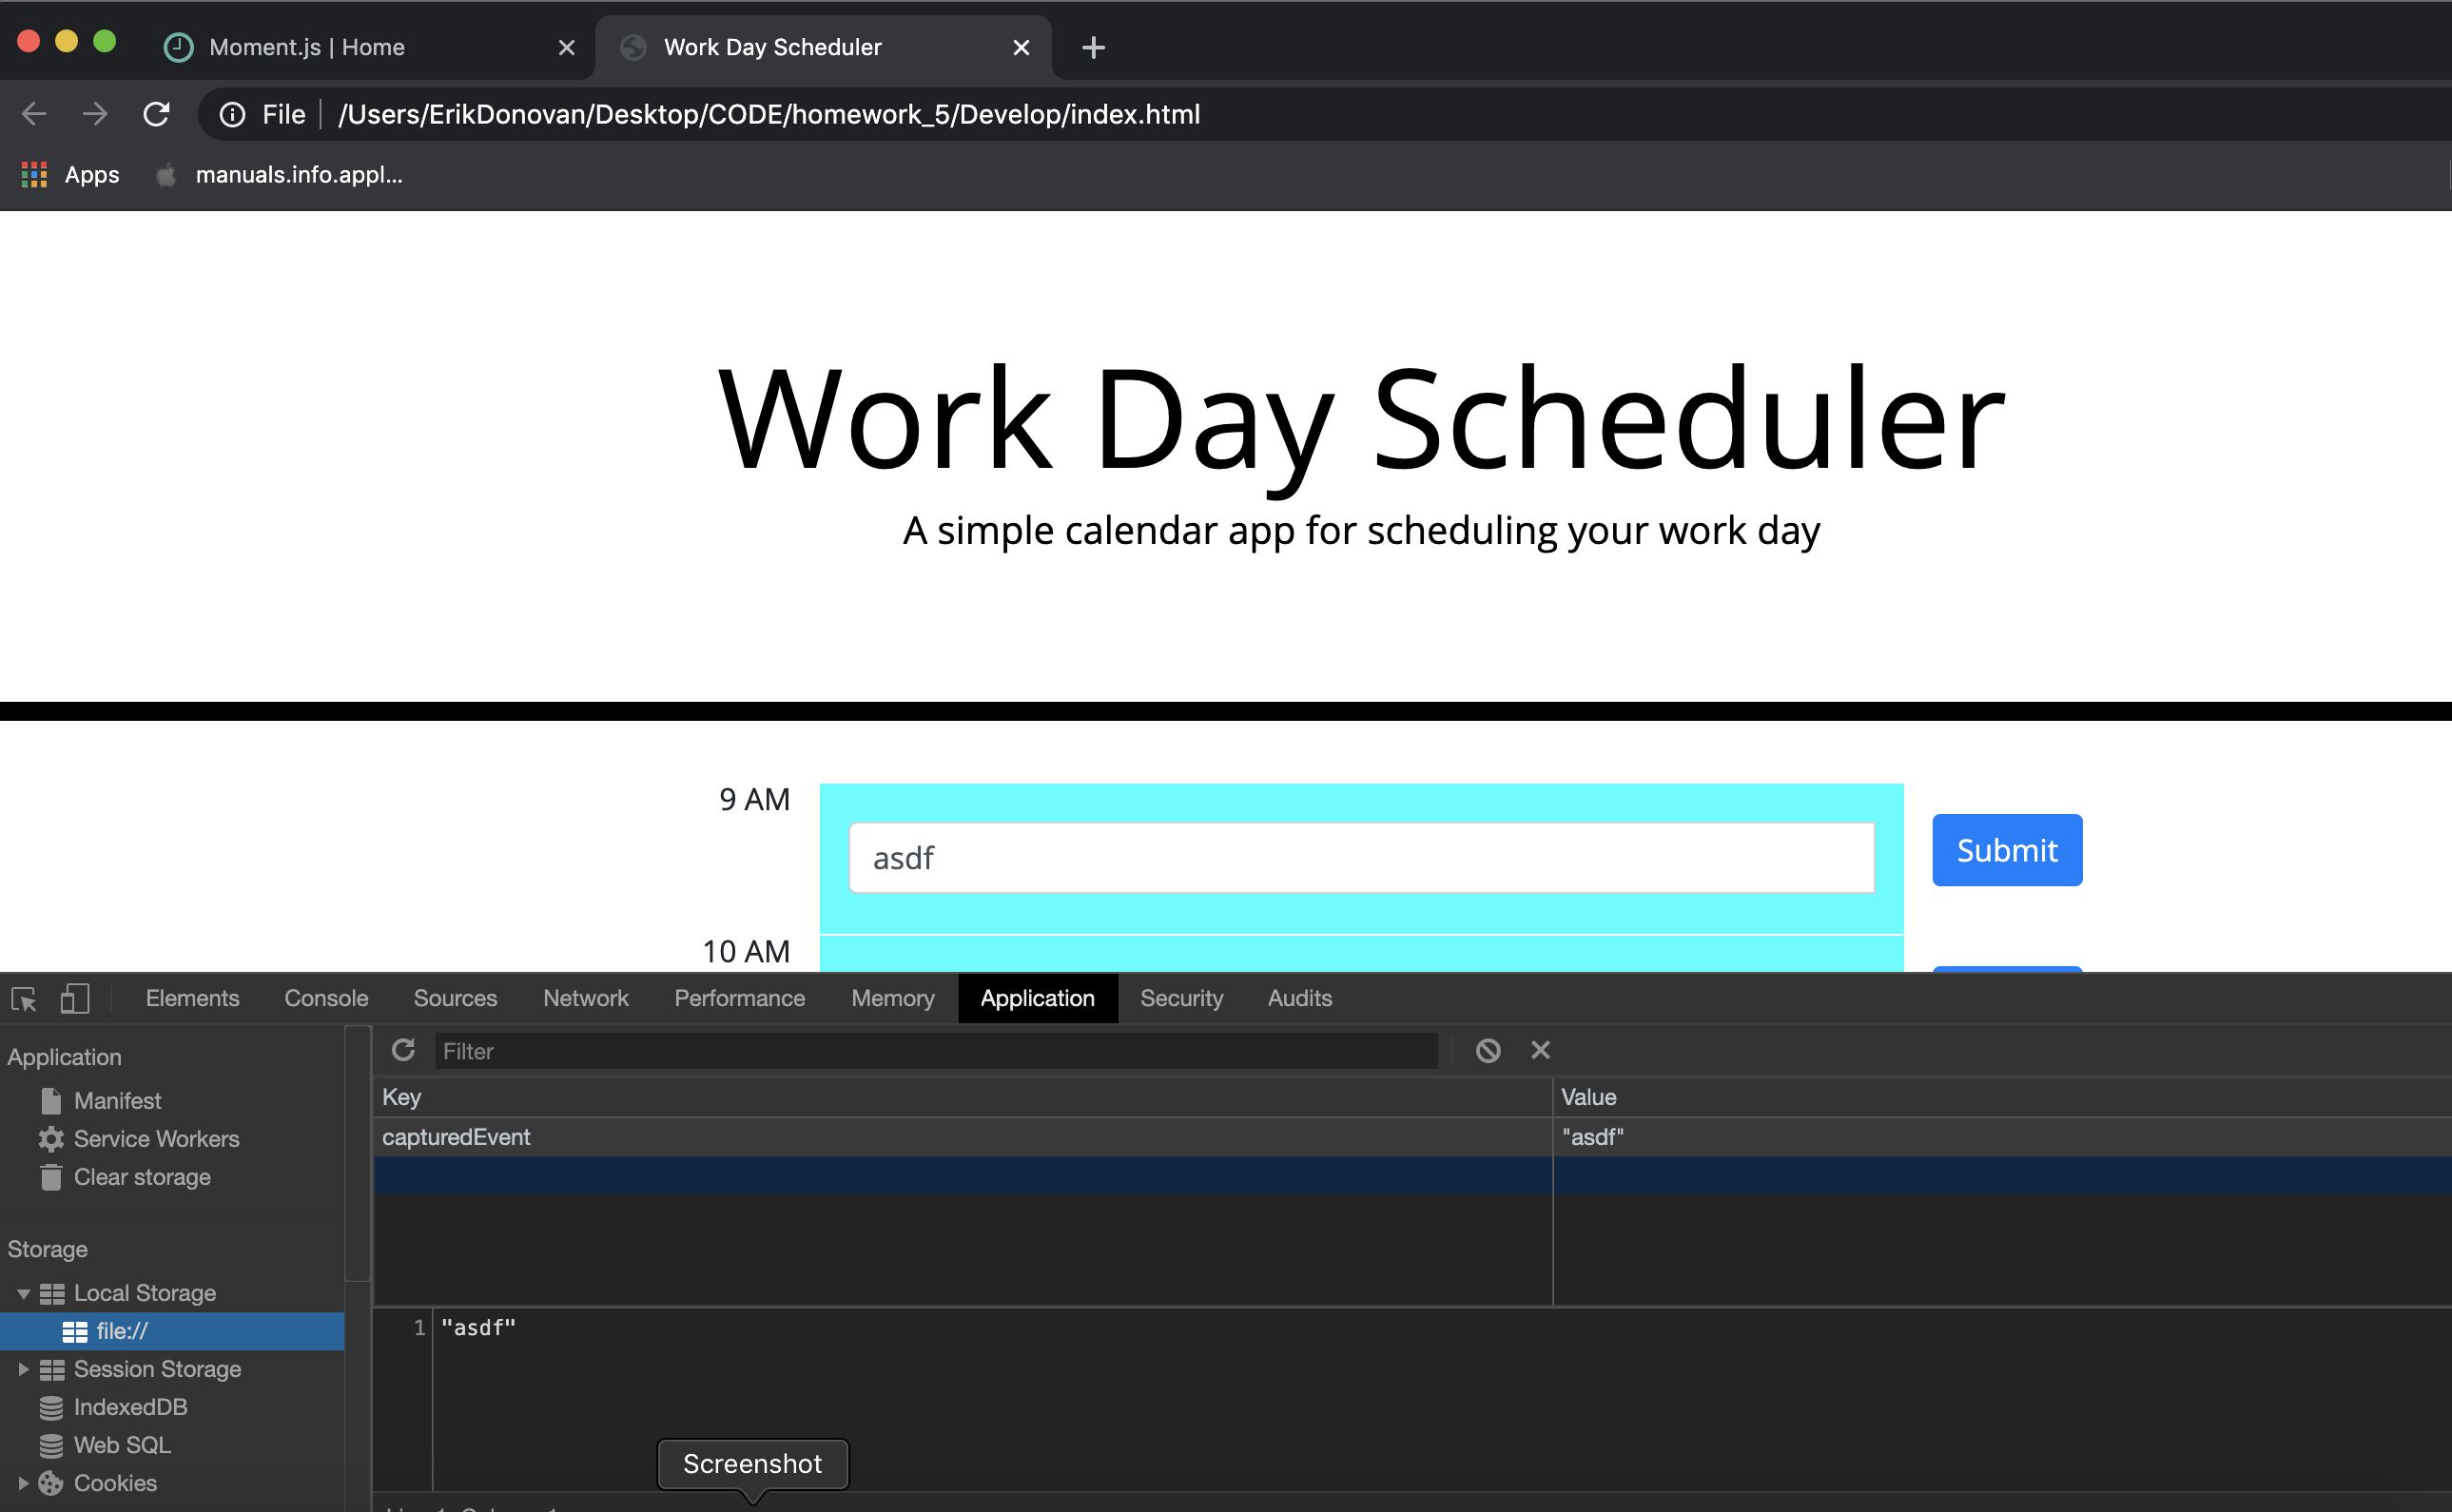 Moment.js | Home
Work Day Scheduler
File /Users/ErikDonovan/Desktop/CODE/homework_5/Develop/index.html
Apps manuals.info.appl...
Work Day Scheduler
A simple calendar app for scheduling your work day
9 AM
asdf
Submit
10 AM
Elements Console Sources Network Performance Memory Application Security Audits
Application
Manifest
Service Workers
Clear storage
Storage
Local Storage
file://
Session Storage
IndexedDB
Web SQL
Cookies
Filter
Key Value
capturedEvent "asdf"
1 "asdf"
Screenshot